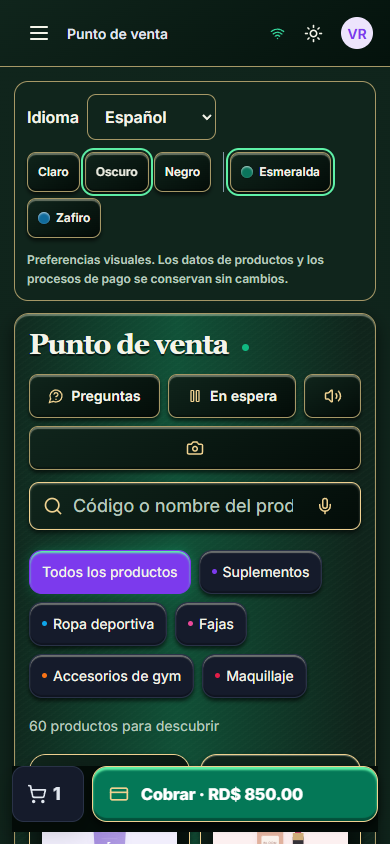 Punto de venta
VR
Idioma
Español
Claro
Oscuro
Negro
Esmeralda
Zafiro
Preferencias visuales. Los datos de productos y los
procesos de pago se conservan sin cambios.
Punto de venta
Preguntas
En espera
Código o nombre del prod
Todos los productos
Suplementos
Ropa deportiva
Fajas
Accesorios de gym
Maquillaje
60 productos para descubrir
1
Cobrar · RD$ 850.00